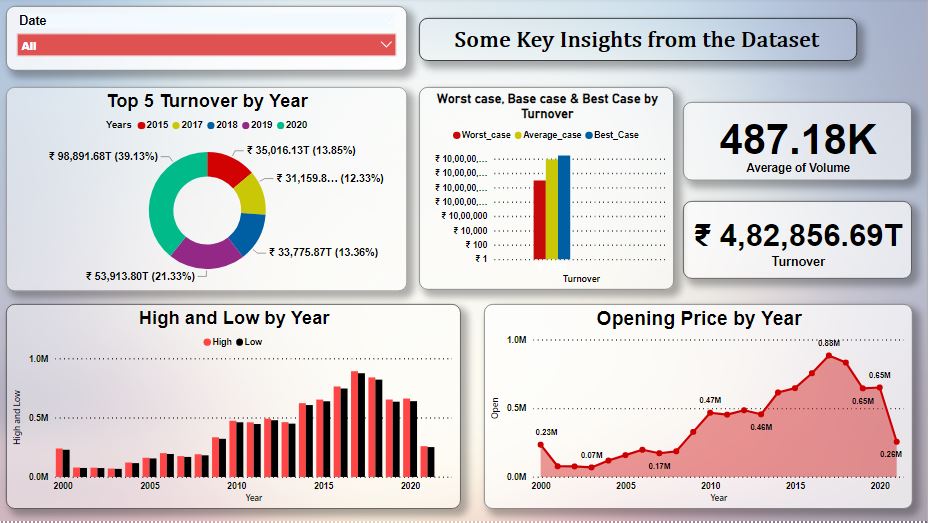 Date
All
Some Key Insights from the Dataset
Top 5 Turnover by Year
Years 2015 2017 2018 2019 2020
₹ 98,891.68T (39.13%)
₹ 35,016.13T (13.85%)
₹ 31,159.8... (12.33%)
₹ 33,775.87T (13.36%)
₹ 53,913.80T (21.33%)
Worst case, Base case & Best Case by
Turnover
Worst_case Average_case Best_Case
₹ 10,00,00,...
₹ 10,00,00,...
₹ 10,00,00,...
₹ 10,00,00,...
₹ 10,00,000
₹ 10,000
₹ 100
₹ 1
Turnover
487.18K
Average of Volume
₹ 4,82,856.69T
Turnover
High and Low by Year
High Low
1.0M
0.5M
0.0M
High and Low
2000 2005 2010 2015 2020
Year
Opening Price by Year
1.0M
0.5M
0.0M
Open
0.23M
0.07M
0.17M
0.47M
0.46M
0.88M
0.65M
0.65M
0.26M
2000 2005 2010 2015 2020
Year